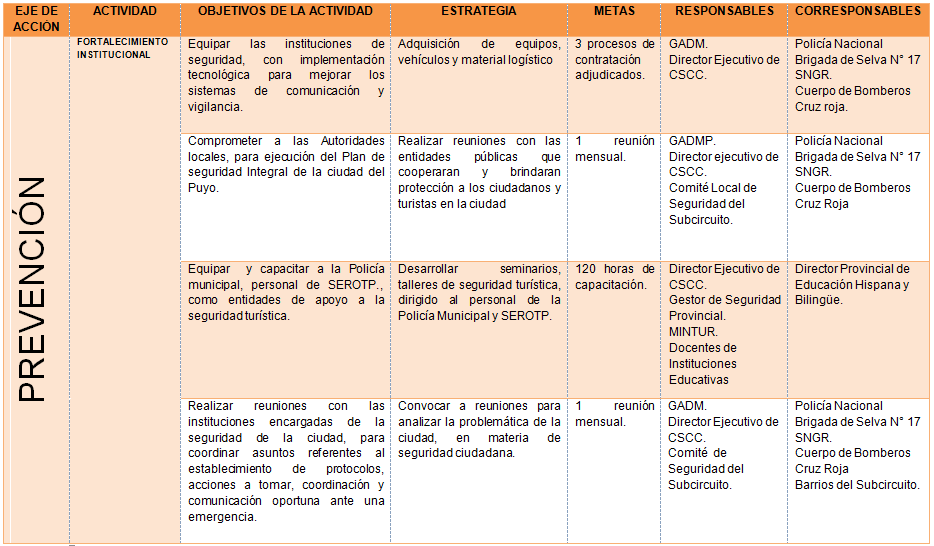 EJE DE ACCIÓN
ACTIVIDAD
OBJETIVOS DE LA ACTIVIDAD
ESTRATEGIA
METAS
RESPONSABLES
CORRESPONSABLES
PREVENCIÓN
FORTALECIMIENTO
INSTITUCIONAL
Equipar las instituciones de
seguridad, con implementación
tecnológica para mejorar los
sistemas de comunicación y
vigilancia.
Adquisición de equipos,
vehículos y material logístico
3 procesos de
contratación
adjudicados.
GADM.
Director Ejecutivo de
CSCC.
Policía Nacional
Brigada de Selva N° 17
SNGR.
Cuerpo de Bomberos
Cruz roja.
Comprometer a las Autoridades
locales, para ejecución del Plan de
seguridad Integral de la ciudad del
Puyo.
Realizar reuniones con las
entidades públicas que
cooperaran y brindaran
protección a los ciudadanos y
turistas en la ciudad
1 reunión
mensual.
GADMP.
Director ejecutivo de
CSCC.
Comité Local de
Seguridad del
Subcircuito.
Policía Nacional
Brigada de Selva N° 17
SNGR.
Cuerpo de Bomberos
Cruz Roja
Equipar y capacitar a la Policía
municipal, personal de SEROTP.,
como entidades de apoyo a la
seguridad turística.
Desarrollar seminarios,
talleres de seguridad turística,
dirigido al personal de la
Policía Municipal y SEROTP.
120 horas de
capacitación.
Director Ejecutivo de
CSCC.
Gestor de Seguridad
Provincial.
MINTUR.
Docentes de
Instituciones
Educativas
Director Provincial de
Educación Hispana y
Bilingüe.
Realizar reuniones con las
instituciones encargadas de la
seguridad de la ciudad, para
coordinar asuntos referentes al
establecimiento de protocolos,
acciones a tomar, coordinación y
comunicación oportuna ante una
emergencia.
Convocar a reuniones para
analizar la problemática de la
ciudad, en materia de
seguridad ciudadana.
1 reunión
mensual.
GADM.
Director Ejecutivo de
CSCC.
Comité de
Seguridad del
Subcircuito.
Policía Nacional
Brigada de Selva N° 17
SNGR.
Cuerpo de Bomberos
Cruz Roja
Barrios del Subcircuito.